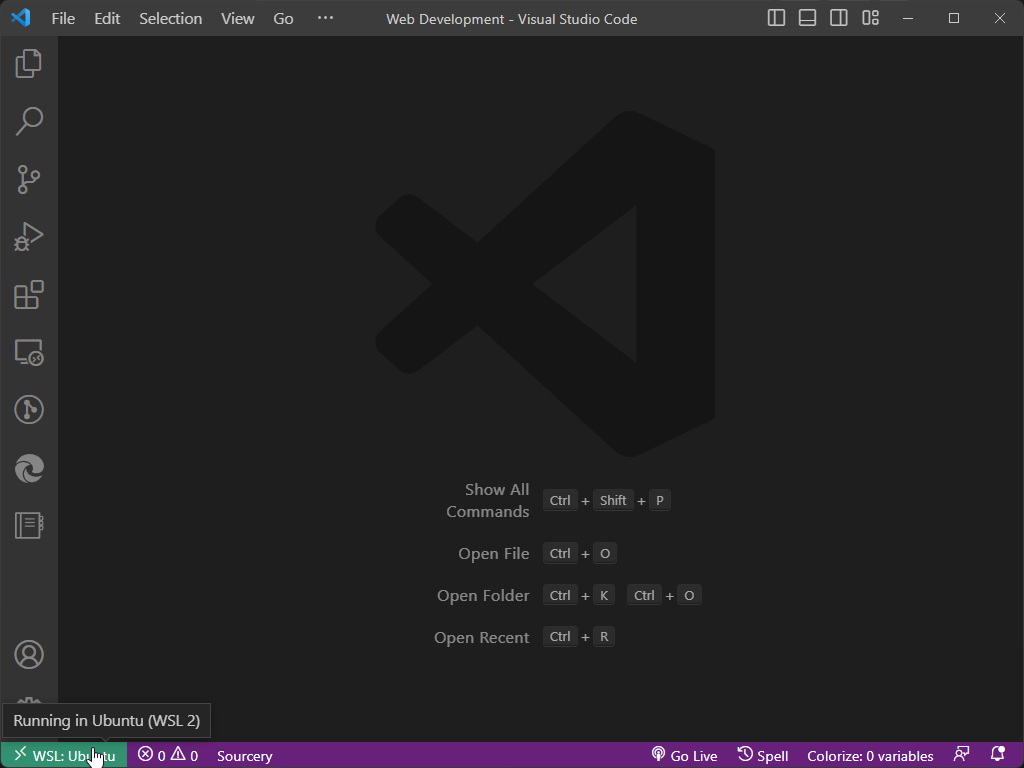 File Edit Selection View Go ··· Web Development - Visual Studio Code
Show All
Commands Ctrl + Shift + P
Open File Ctrl + O
Open Folder Ctrl + K Ctrl + O
Open Recent Ctrl + R
Running in Ubuntu (WSL 2)
WSL: Ubuntu 0 0 Sourcery Go Live Spell Colorize: 0 variables